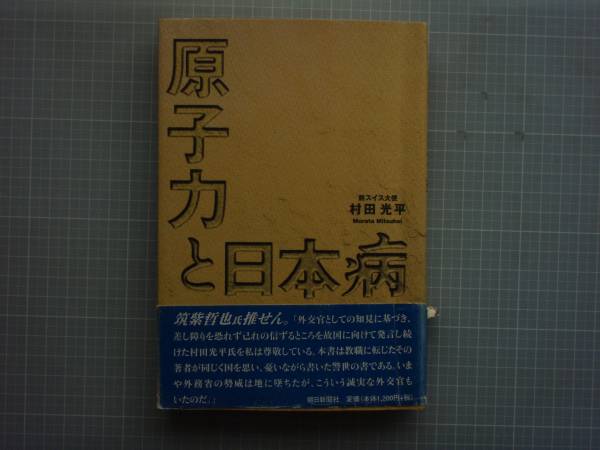 原子力
と日本病
前スイス大使
村田光平
Murata Mitsuhei
筑紫哲也氏推せん。「外交官としての知見に基づき、
差し障りを恐れず己れの信ずるところを故国に向けて発言し続
けた村田光平氏を私は尊敬している。本書は教職に転じたその
著者が同じく国を思い、憂いながら書いた警世の書である。いま
や外務省の勢威は地に墜ちたが、こういう誠実な外交官も
いたのだ。」
朝日新聞社 定価(本体1,200円+税)